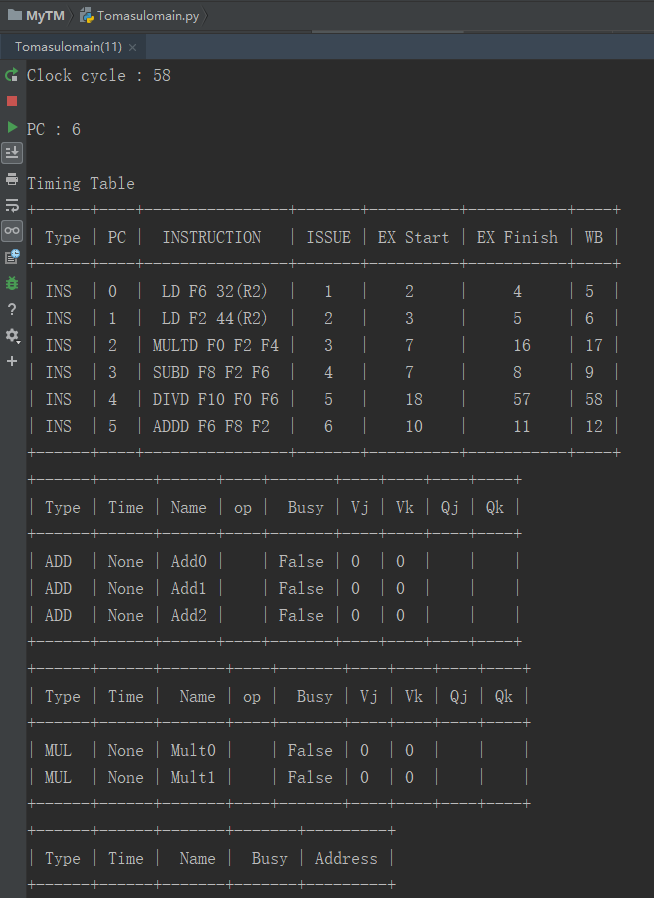 MyTM Tomasulomain.py
Tomasulomain(11) ×
Clock cycle : 58
PC : 6
Timing Table
+------+----+----------------+-------+----------+-----------+----+
| Type | PC | INSTRUCTION | ISSUE | EX Start | EX Finish | WB |
+------+----+----------------+-------+----------+-----------+----+
| INS | 0 | LD F6 32(R2) | 1 | 2 | 4 | 5 |
| INS | 1 | LD F2 44(R2) | 2 | 3 | 5 | 6 |
| INS | 2 | MULTD F0 F2 F4 | 3 | 7 | 16 | 17 |
| INS | 3 | SUBD F8 F2 F6 | 4 | 7 | 8 | 9 |
| INS | 4 | DIVD F10 F0 F6 | 5 | 18 | 57 | 58 |
| INS | 5 | ADDD F6 F8 F2 | 6 | 10 | 11 | 12 |
+------+----+----------------+-------+----------+-----------+----+
+------+------+------+----+-------+----+----+----+----+
| Type | Time | Name | op | Busy | Vj | Vk | Qj | Qk |
+------+------+------+----+-------+----+----+----+----+
| ADD | None | Add0 | | False | 0 | 0 | | |
| ADD | None | Add1 | | False | 0 | 0 | | |
| ADD | None | Add2 | | False | 0 | 0 | | |
+------+------+------+----+-------+----+----+----+----+
+------+------+-------+----+-------+----+----+----+----+
| Type | Time | Name | op | Busy | Vj | Vk | Qj | Qk |
+------+------+-------+----+-------+----+----+----+----+
| MUL | None | Mult0 | | False | 0 | 0 | | |
| MUL | None | Mult1 | | False | 0 | 0 | | |
+------+------+-------+----+-------+----+----+----+----+
+------+------+-------+-------+---------+
| Type | Time | Name | Busy | Address |
+------+------+-------+-------+---------+